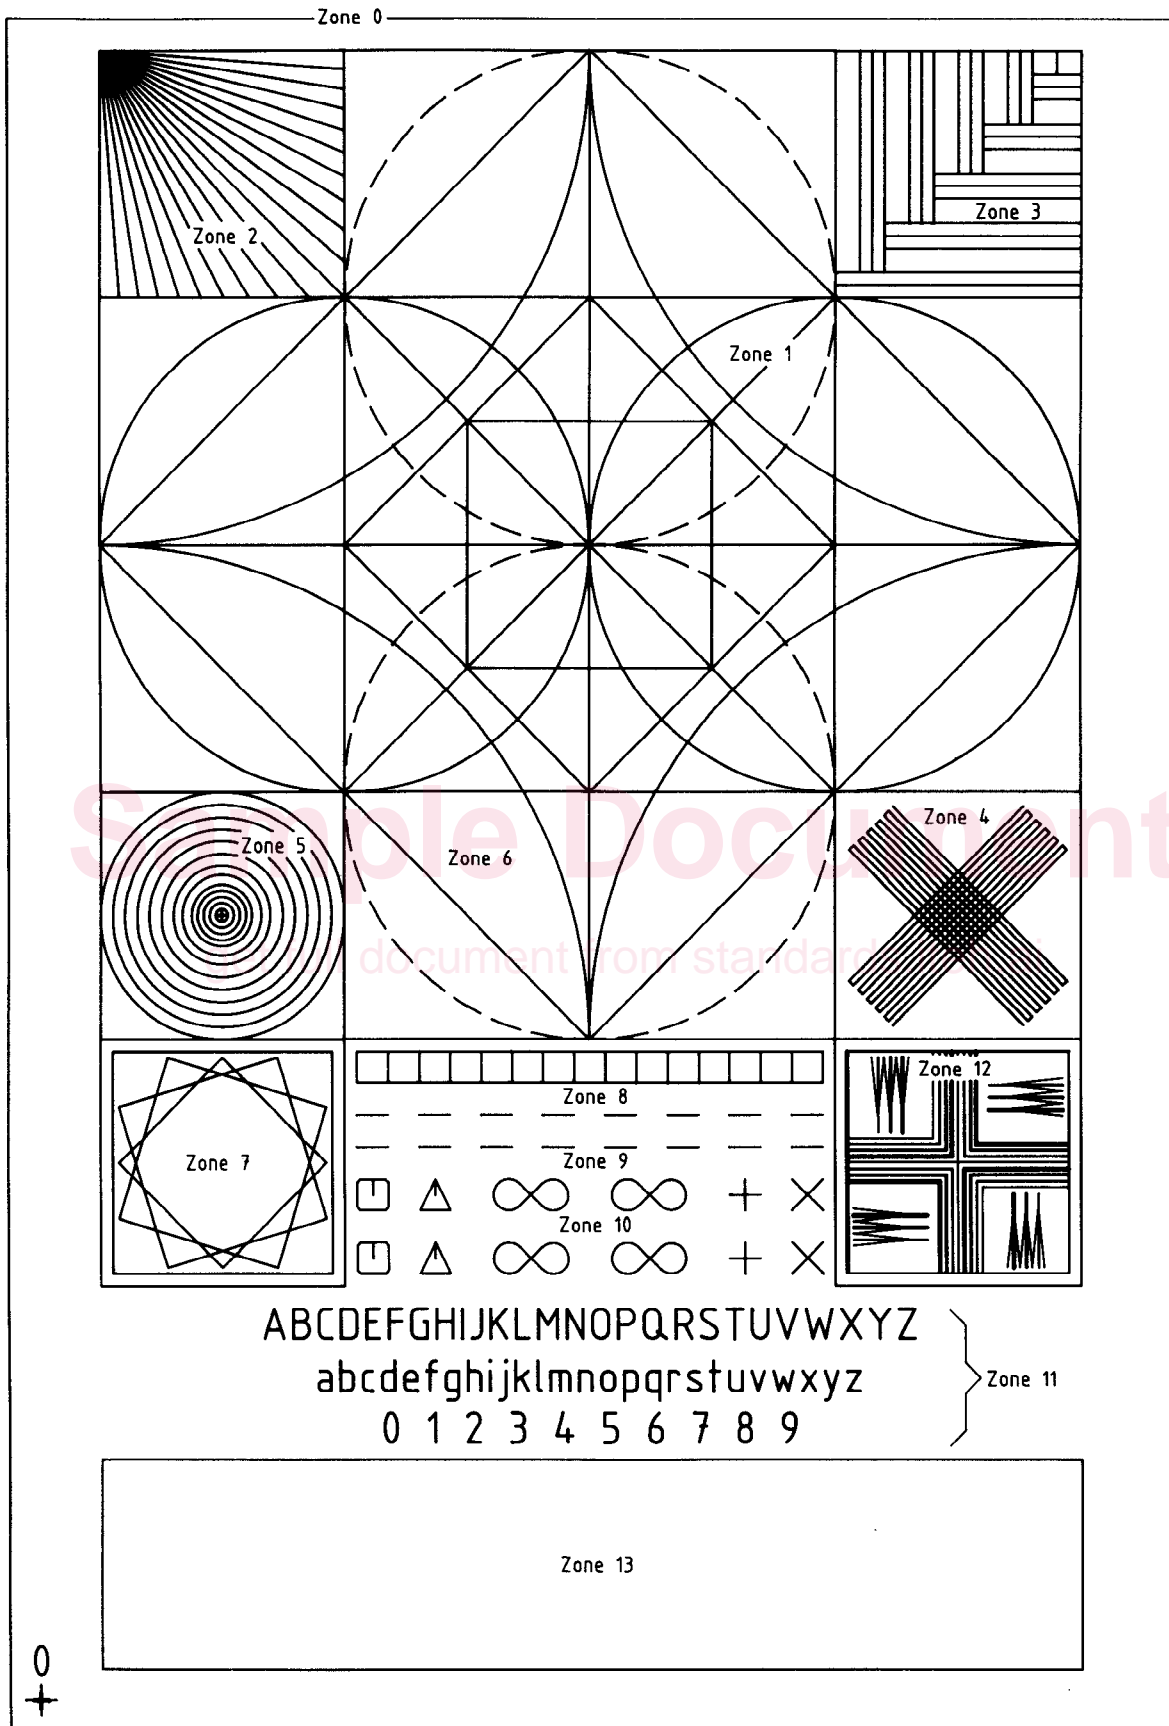 Zone 0
Zone 2
Zone 3
Zone 1
Zone 5
Zone 6
Zone 4
Sample Document
document from standard
Zone 7
Zone 8
Zone 12
Zone 9
Zone 10
ABCDEFGHIJKLMNOPQRSTUVWXYZ
abcdefghijklmnopqrstuvwxyz
0 1 2 3 4 5 6 7 8 9
Zone 11
Zone 13
0